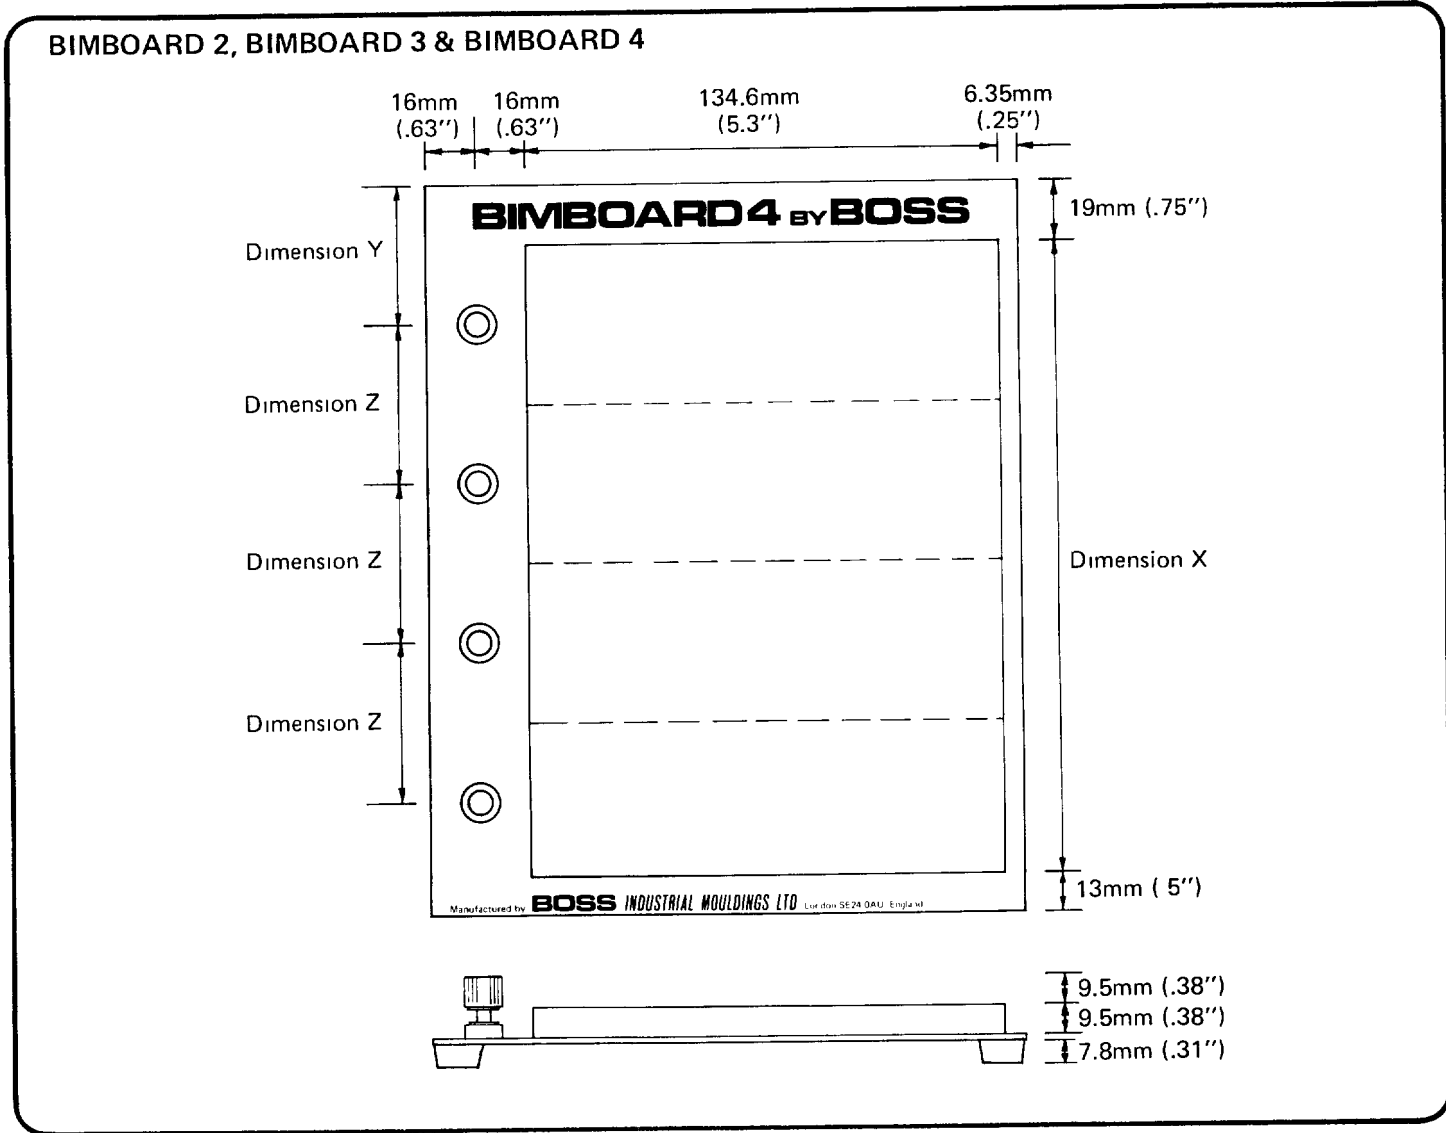 BIMBOARD 2, BIMBOARD 3 & BIMBOARD 4
16mm
(.63")
16mm
(.63")
134.6mm
(5.3")
6.35mm
(.25")
19mm (.75")
BIMBOARD4 BY BOSS
Dimension Y
Dimension Z
Dimension Z
Dimension X
Dimension Z
13mm ( 5")
Manufactured by BOSS INDUSTRIAL MOULDINGS LTD London SE24 0AU England
9.5mm (.38")
9.5mm (.38")
7.8mm (.31")